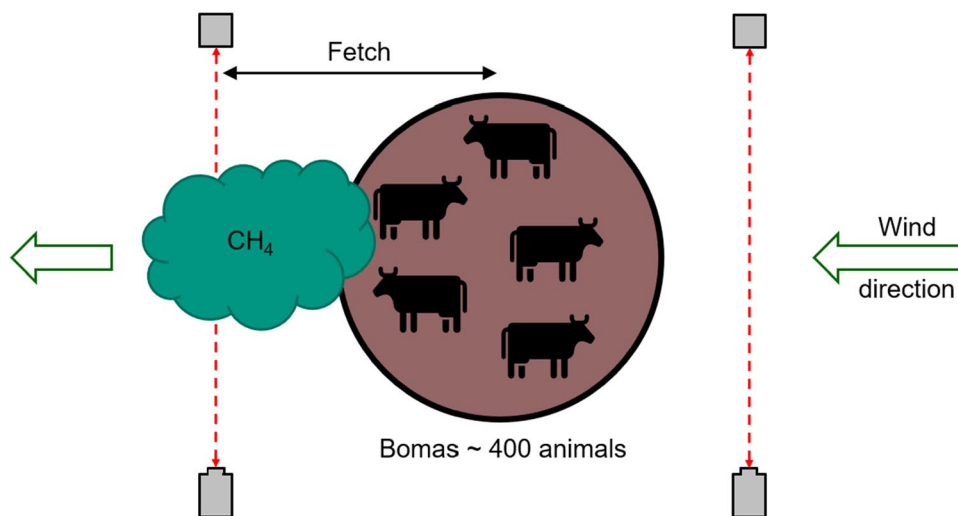 Fetch
CH₄
Wind
direction
Bomas ~ 400 animals